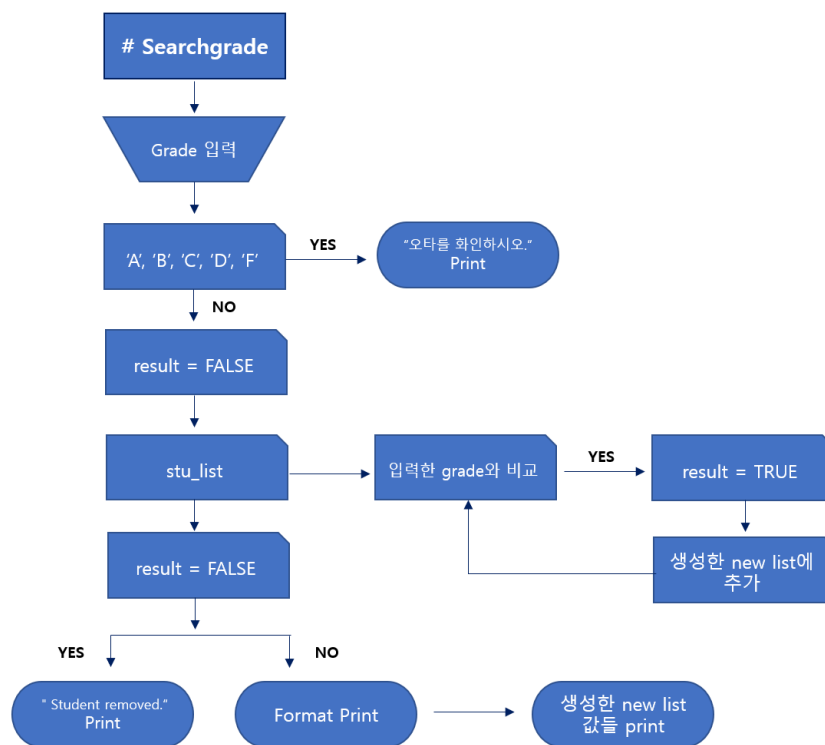 # Searchgrade
Grade 입력
‘A’, ‘B’, ‘C’, ‘D’, ‘F’
YES
“오타를 확인하시오.“
Print
NO
result = FALSE
stu_list
입력한 grade와 비교
YES
result = TRUE
result = FALSE
생성한 new list에
추가
YES
NO
" Student removed.“
Print
Format Print
생성한 new list
값들 print